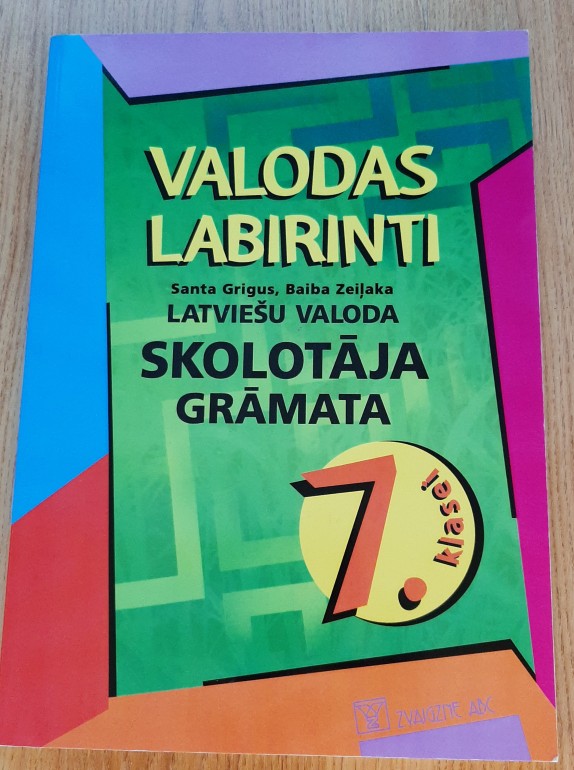 VALODAS
LABIRINTI
Santa Grigus, Baiba Zeiļaka
LATVIEŠU VALODA
SKOLOTĀJA
GRĀMATA
7. klasei
ZVAIGZNE ABC